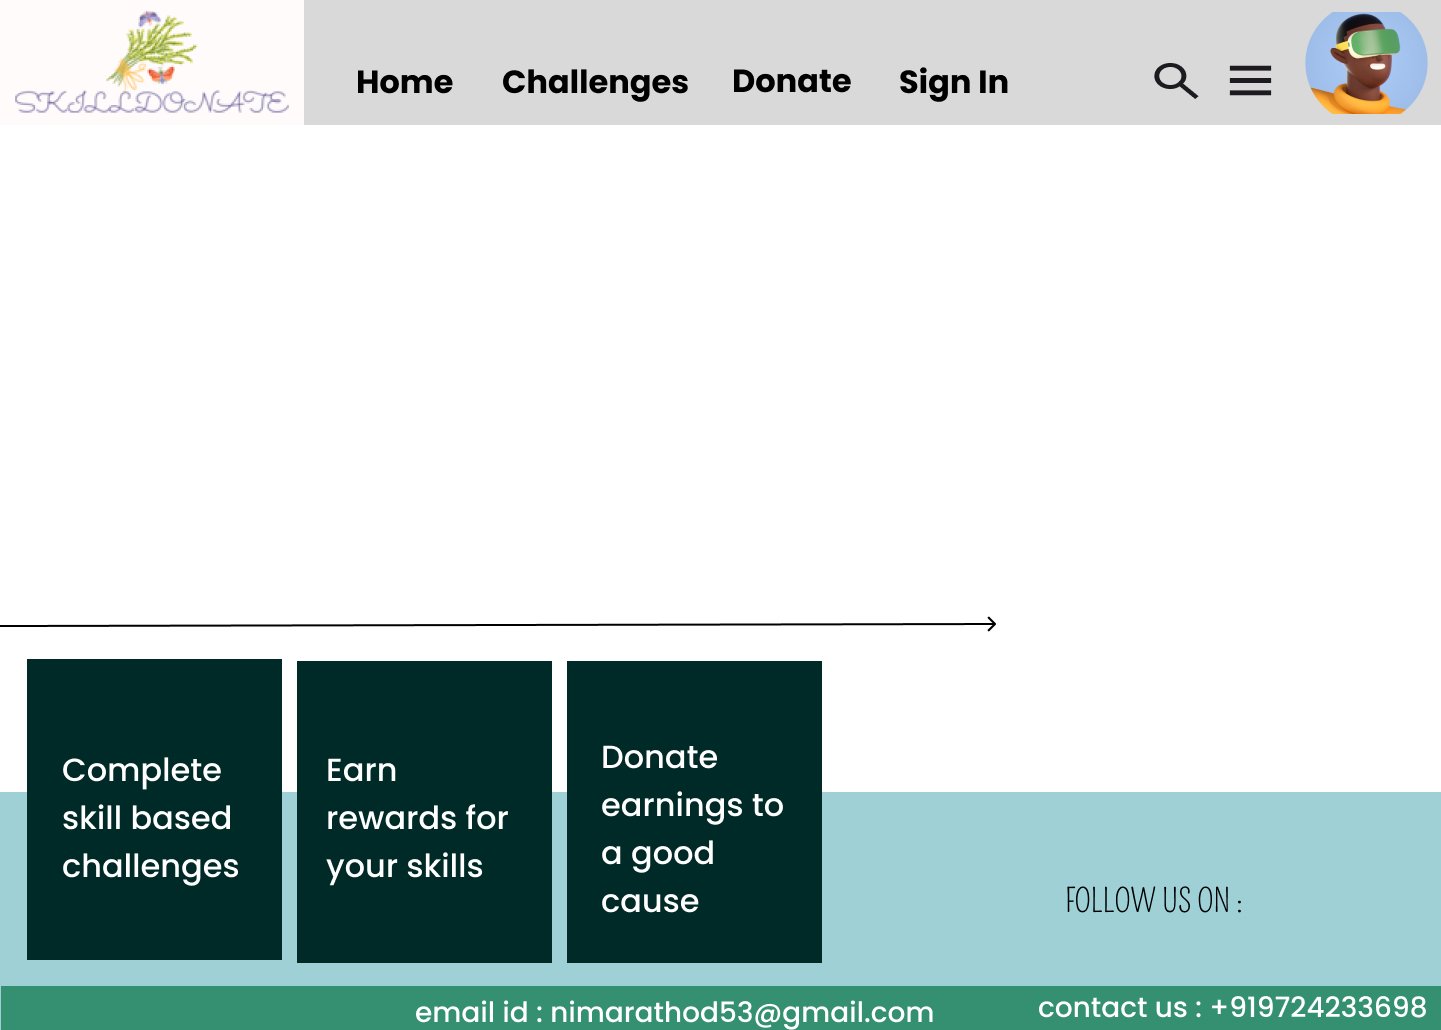 SKILLDONATE
Home Challenges Donate Sign In
Complete
skill based
challenges
Earn
rewards for
your skills
Donate
earnings to
a good
cause
FOLLOW US ON :
email id : nimarathod53@gmail.com
contact us : +919724233698